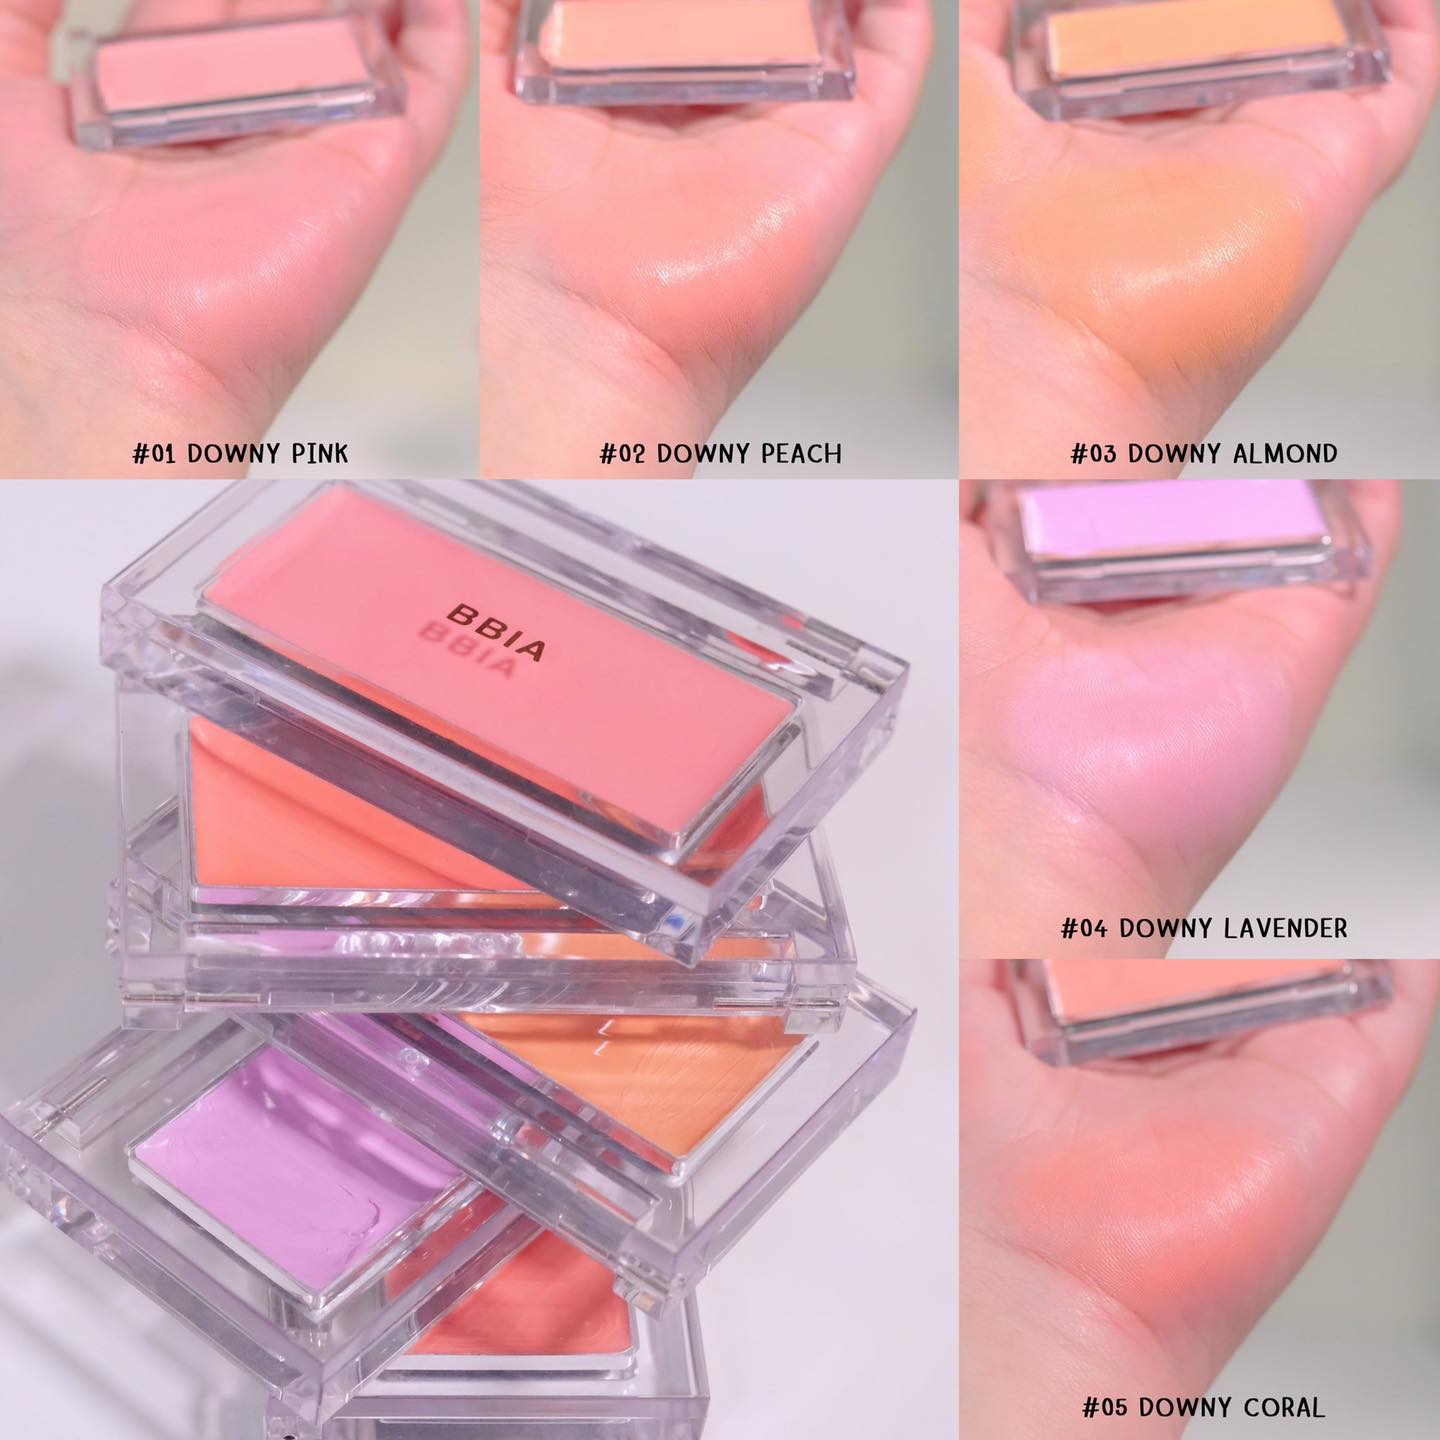 #01 DOWNY PINK
#02 DOWNY PEACH
#03 DOWNY ALMOND
BBIA
#04 DOWNY LAVENDER
#05 DOWNY CORAL